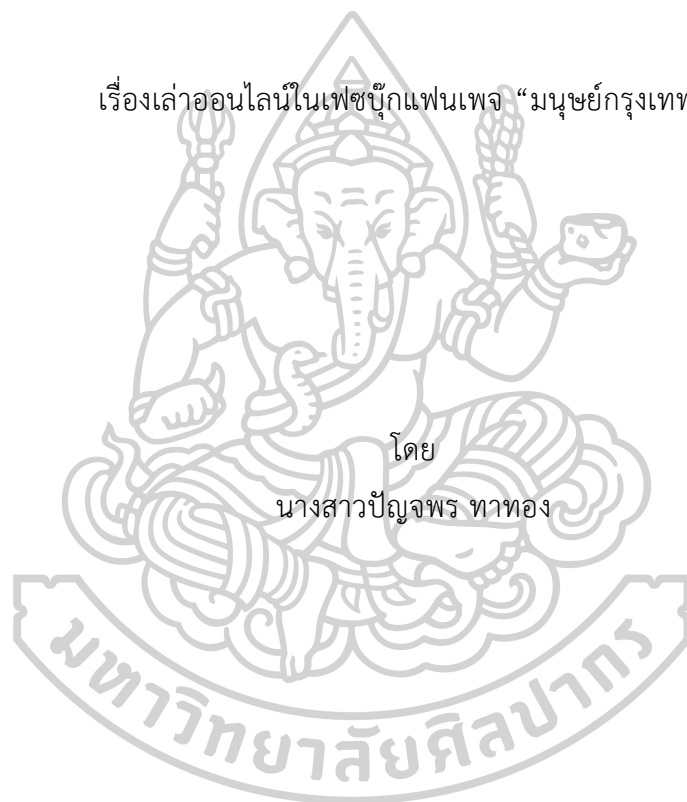 เรื่องเล่าออนไลน์ในเฟซบุ๊กแฟนเพจ “มนุษย์กรุงเทพ
โดย
นางสาวปัญจพร ทาทอง
มหาวิทยาลัยศิลปากร